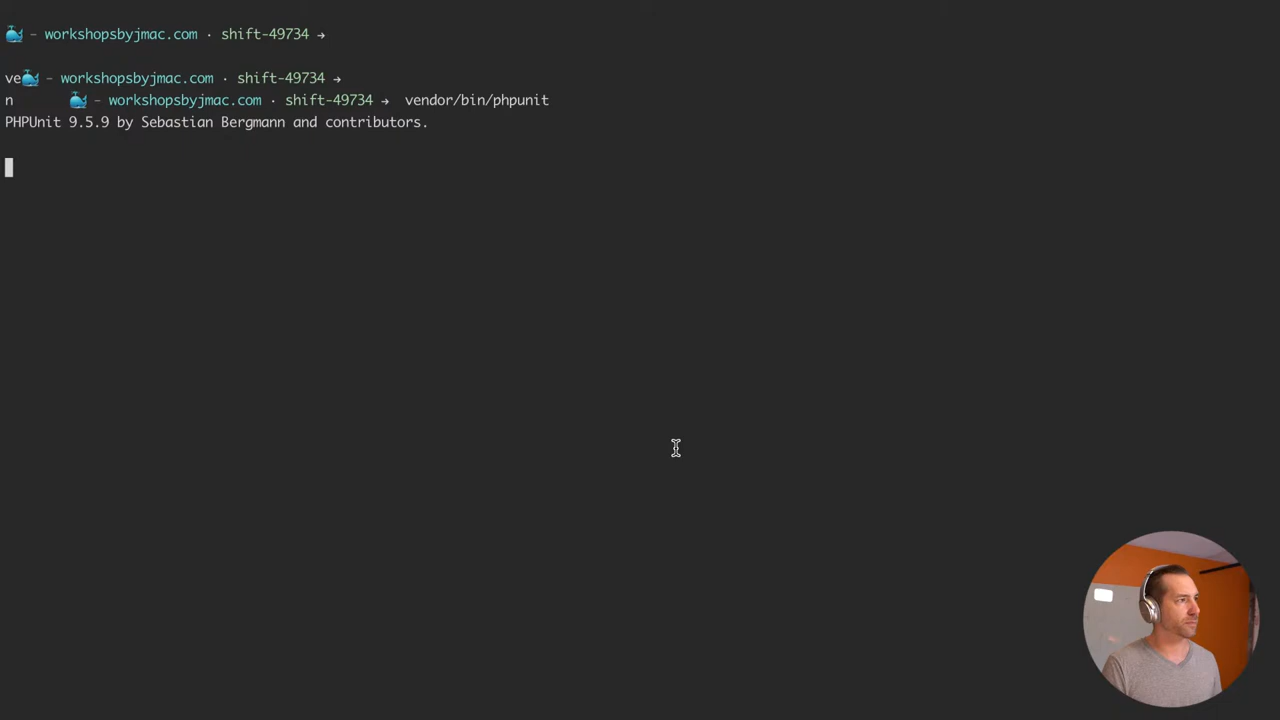 🐳 – workshopsbyjmac.com · shift-49734 →
ve🐳 – workshopsbyjmac.com · shift-49734 →
n 🐳 – workshopsbyjmac.com · shift-49734 → vendor/bin/phpunit
PHPUnit 9.5.9 by Sebastian Bergmann and contributors.